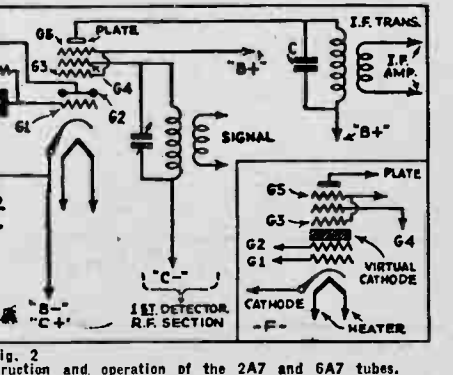 I.F. TRANS.
G5
PLATE
C
G3
"B+"
I.F.
AMP.
G4
G2
G1
SIGNAL
"B+"
PLATE
G5
G3
G4
G2
G1
VIRTUAL
CATHODE
"C-"
CATHODE
"B-"
"C+"
1ST. DETECTOR
R.F. SECTION
-F-
HEATER
ig. 2
ruction and operation of the 2A7 and 6A7 tubes.